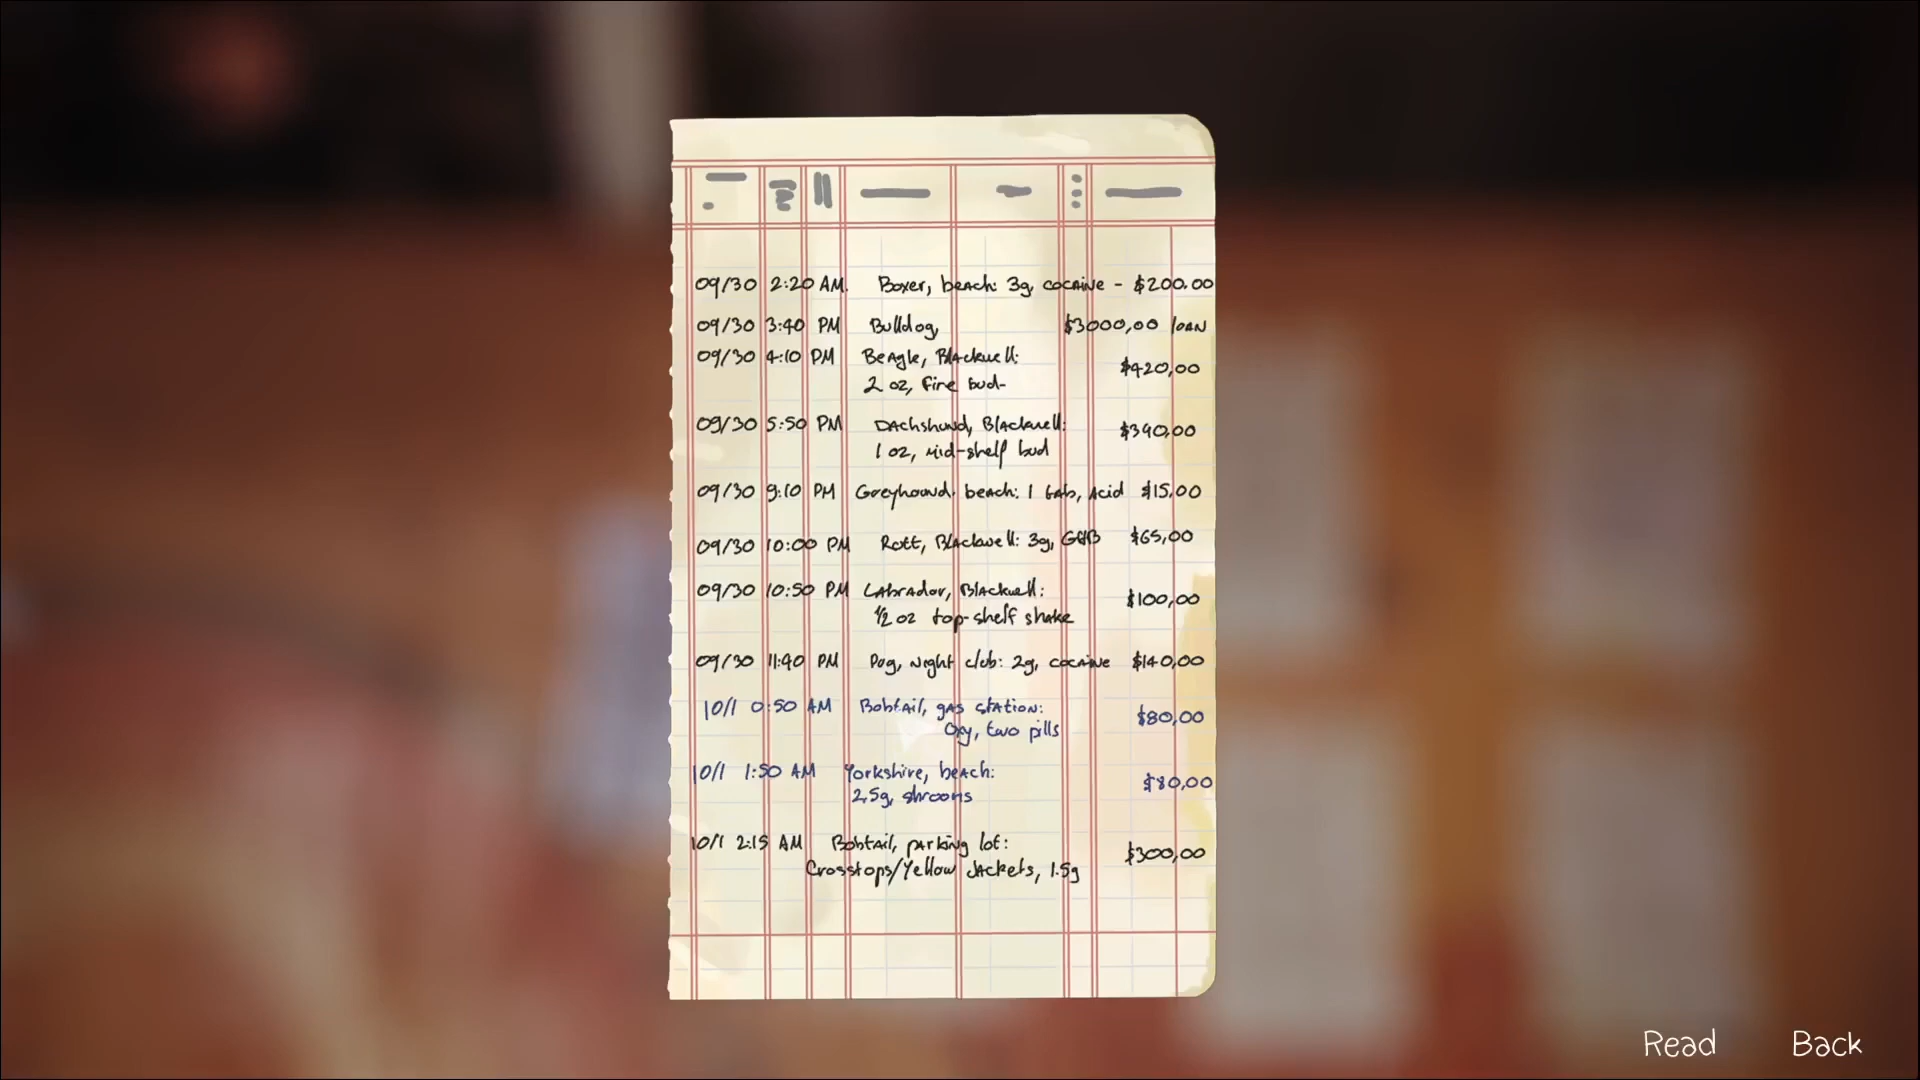 09/30 2:20 AM. Boxer, beach: 3g, cocaine - $200.00
09/30 3:40 PM Bulldog, $3000,00 loan
09/30 4:10 PM Beagle, Blackwell:
2 oz, fine bud- $420,00
09/30 5:50 PM Dachshund, Blackwell: $340,00
1 oz, mid-shelf bud
09/30 9:10 PM Greyhound, beach: 1 tab, acid $15,00
09/30 10:00 PM Rott, Blackwell: 3g, GHB $65,00
09/30 10:50 PM Labrador, Blackwell: $100,00
1/2 oz top-shelf shake
09/30 11:40 PM Pug, night club: 2g, cocaine $140,00
10/1 0:50 AM Bobtail, gas station: $80,00
Oxy, two pills
10/1 1:50 AM Yorkshire, beach: $80,00
2,5g, shrooms
10/1 2:15 AM Bobtail, parking lot: $300,00
Crosstops/Yellow Jackets, 1.5g
Read Back